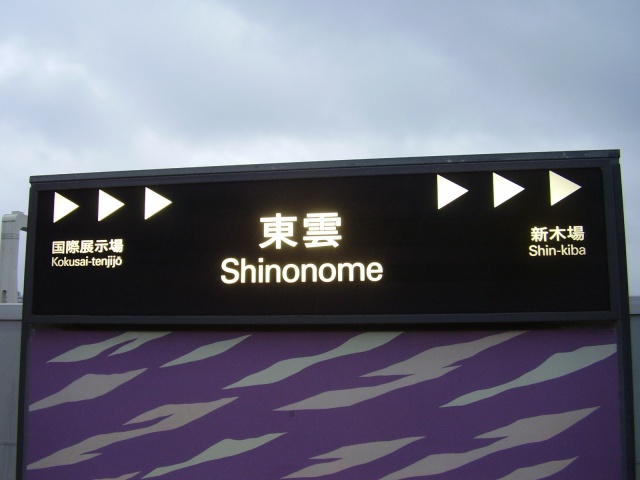 東雲
Shinonome
国際展示場
Kokusai-tenjijō
新木場
Shin-kiba